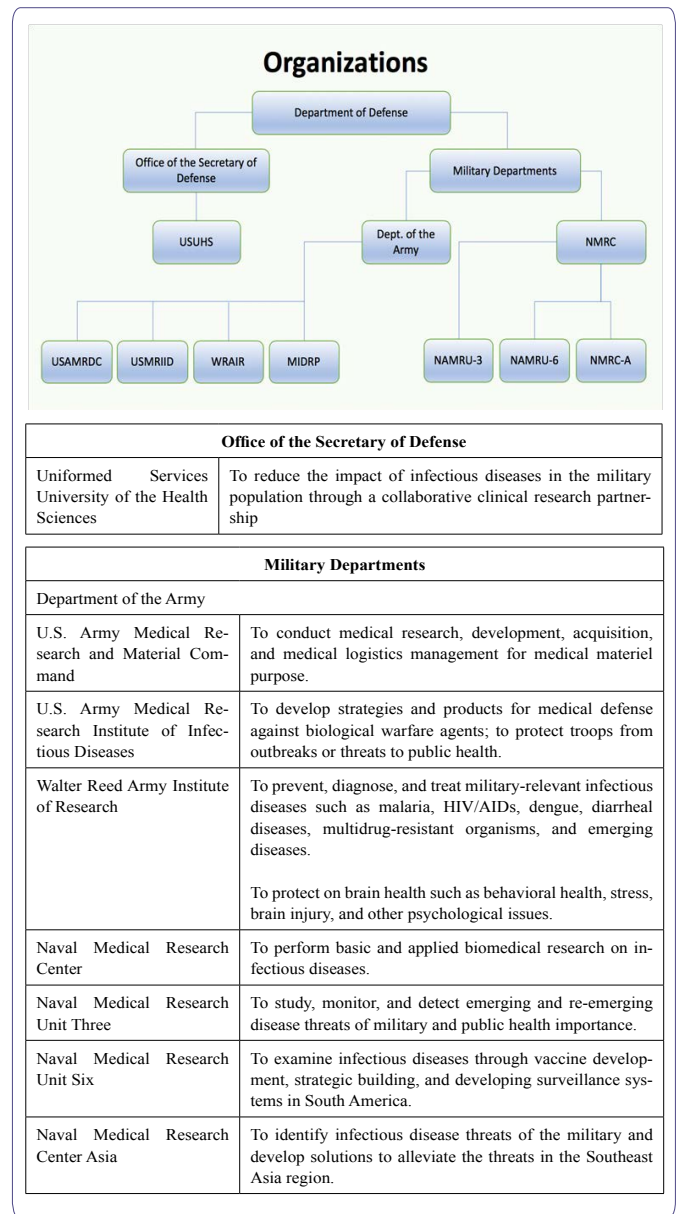 Organizations
Department of Defense
Office of the Secretary of
Defense
Military Departments
USUHS
Dept. of the
Army
NMRC
USAMRDC
USMRIID
WRAIR
MIDRP
NAMRU-3
NAMRU-6
NMRC-A
Office of the Secretary of Defense
Uniformed Services
University of the Health
Sciences
To reduce the impact of infectious diseases in the military
population through a collaborative clinical research partner-
ship
Military Departments
Department of the Army
U.S. Army Medical Re-
search and Material Com-
mand
To conduct medical research, development, acquisition,
and medical logistics management for medical materiel
purpose.
U.S. Army Medical Re-
search Institute of Infec-
tious Diseases
To develop strategies and products for medical defense
against biological warfare agents; to protect troops from
outbreaks or threats to public health.
Walter Reed Army Institute
of Research
To prevent, diagnose, and treat military-relevant infectious
diseases such as malaria, HIV/AIDs, dengue, diarrheal
diseases, multidrug-resistant organisms, and emerging
diseases.
To protect on brain health such as behavioral health, stress,
brain injury, and other psychological issues.
Naval Medical Research
Center
To perform basic and applied biomedical research on in-
fectious diseases.
Naval Medical Research
Unit Three
To study, monitor, and detect emerging and re-emerging
disease threats of military and public health importance.
Naval Medical Research
Unit Six
To examine infectious diseases through vaccine develop-
ment, strategic building, and developing surveillance sys-
tems in South America.
Naval Medical Research
Center Asia
To identify infectious disease threats of the military and
develop solutions to alleviate the threats in the Southeast
Asia region.